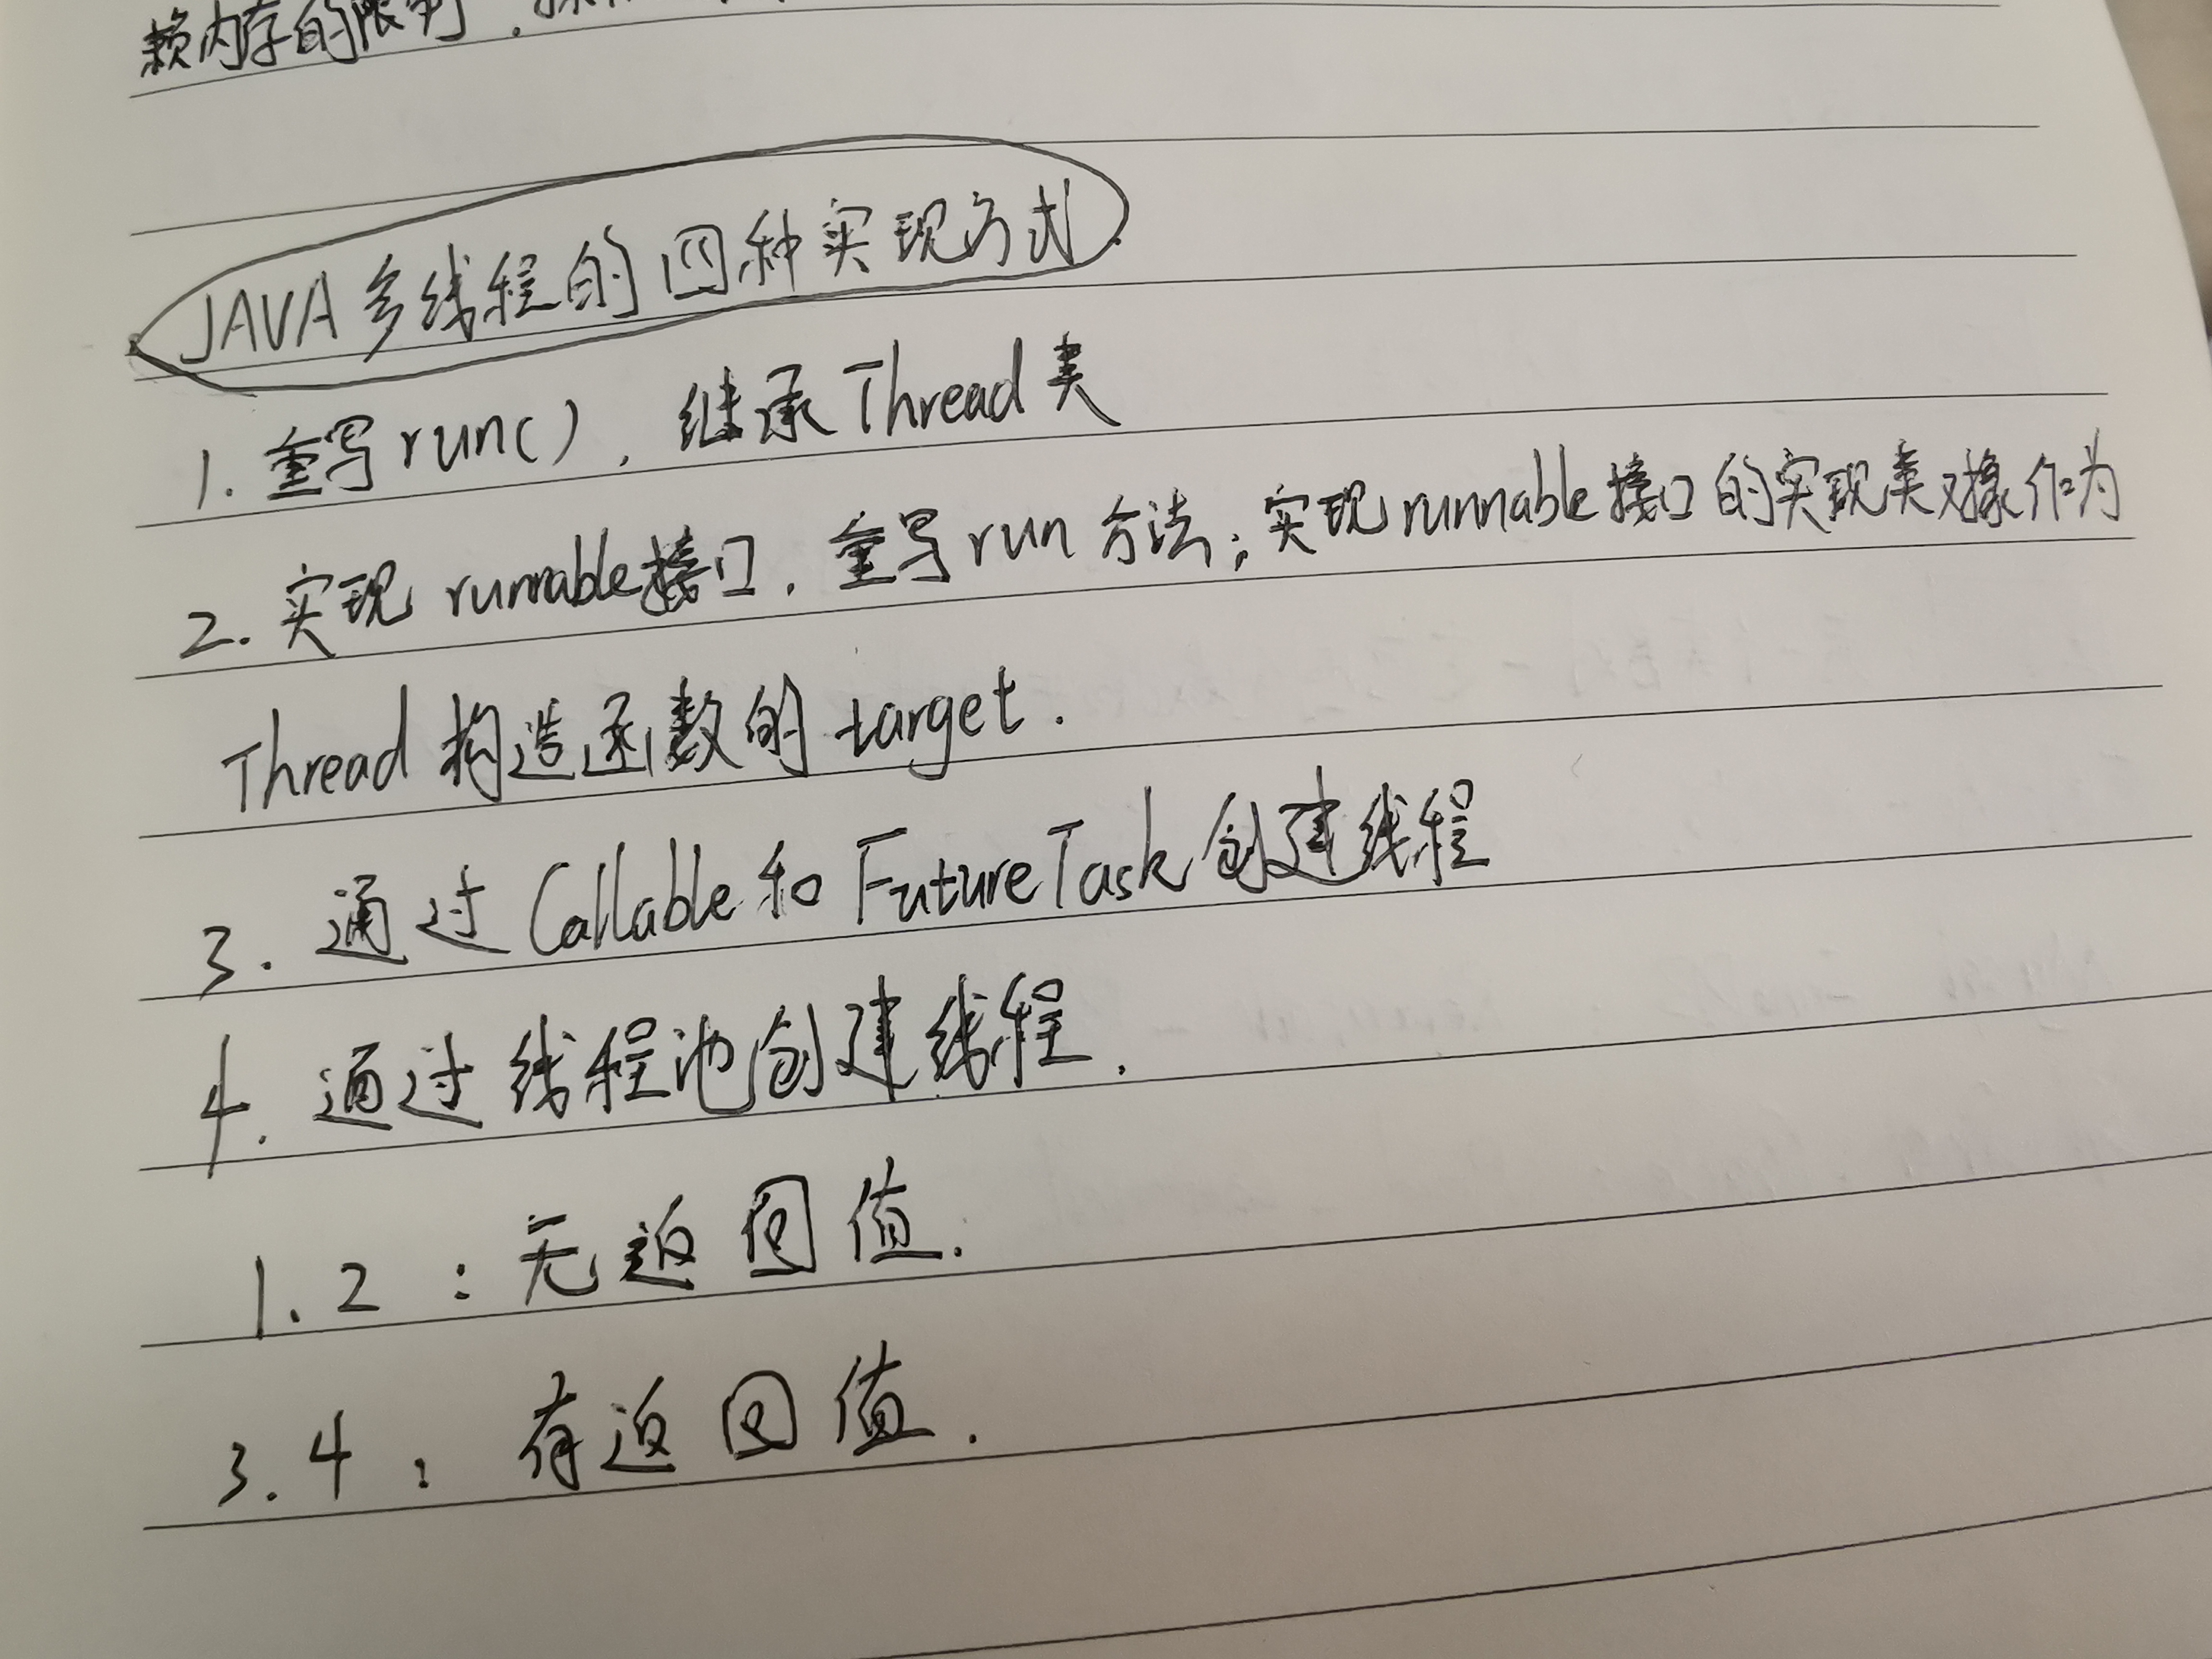 赖内存的限制.
JAVA多线程的四种实现方式
1. 重写run(), 继承Thread类
2. 实现runnable接口, 重写run方法; 实现runnable接口的实现类对像作为
Thread构造函数的target.
3. 通过Callable和FutureTask创建线程
4. 通过线程池创建线程.
1.2 : 无返回值.
3.4 : 有返回值.